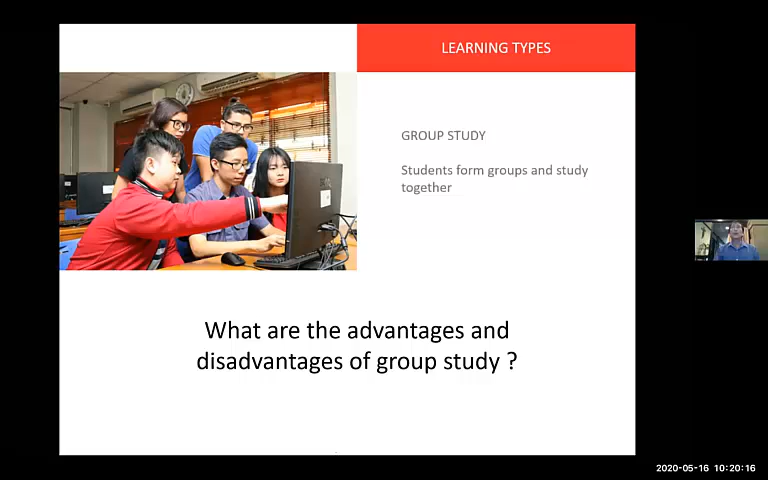 LEARNING TYPES
GROUP STUDY
Students form groups and study
together
What are the advantages and
disadvantages of group study ?
2020-05-16 10:20:16